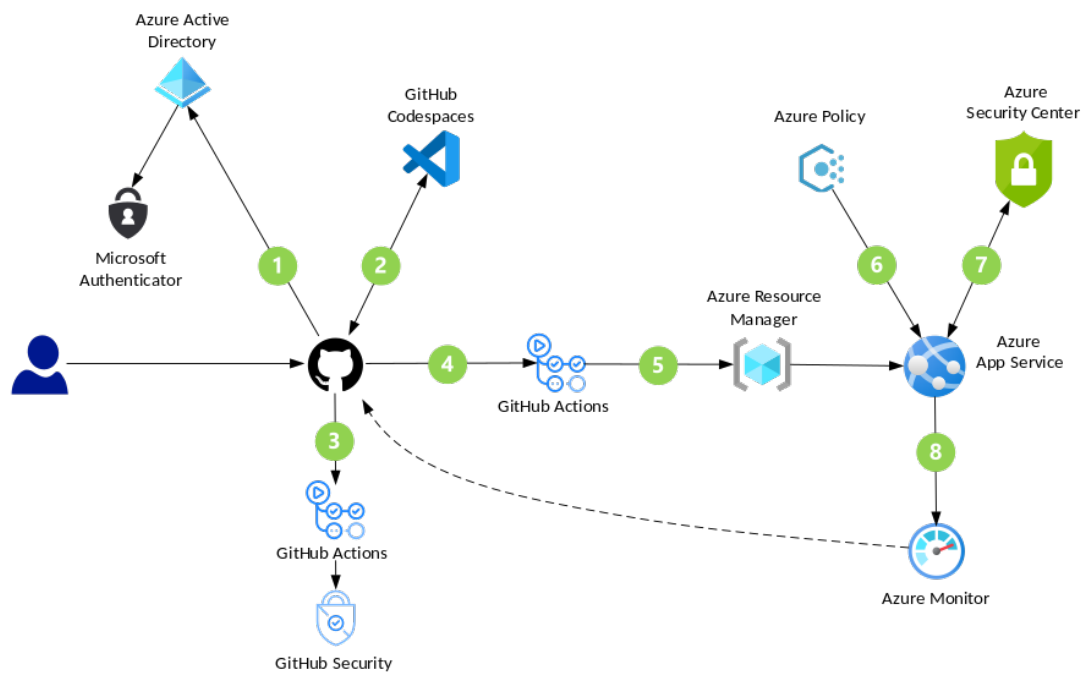 Azure Active
Directory
GitHub
Codespaces
Azure Policy
Azure
Security Center
Microsoft
Authenticator
1
2
6
7
Azure Resource
Manager
Azure
App Service
4
5
GitHub Actions
3
8
GitHub Actions
Azure Monitor
GitHub Security